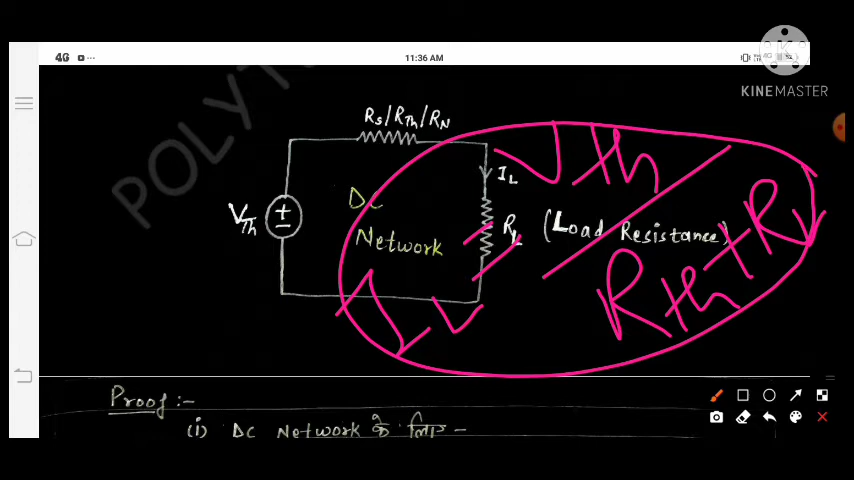 4G
11:36 AM
KINEMASTER
POLYT
Rs/RTh/RN
IL
VTh
DC
Network
RL (Load Resistance)
IL
Vth / Rth+RL
Proof :-
(i) DC Network के लिए -